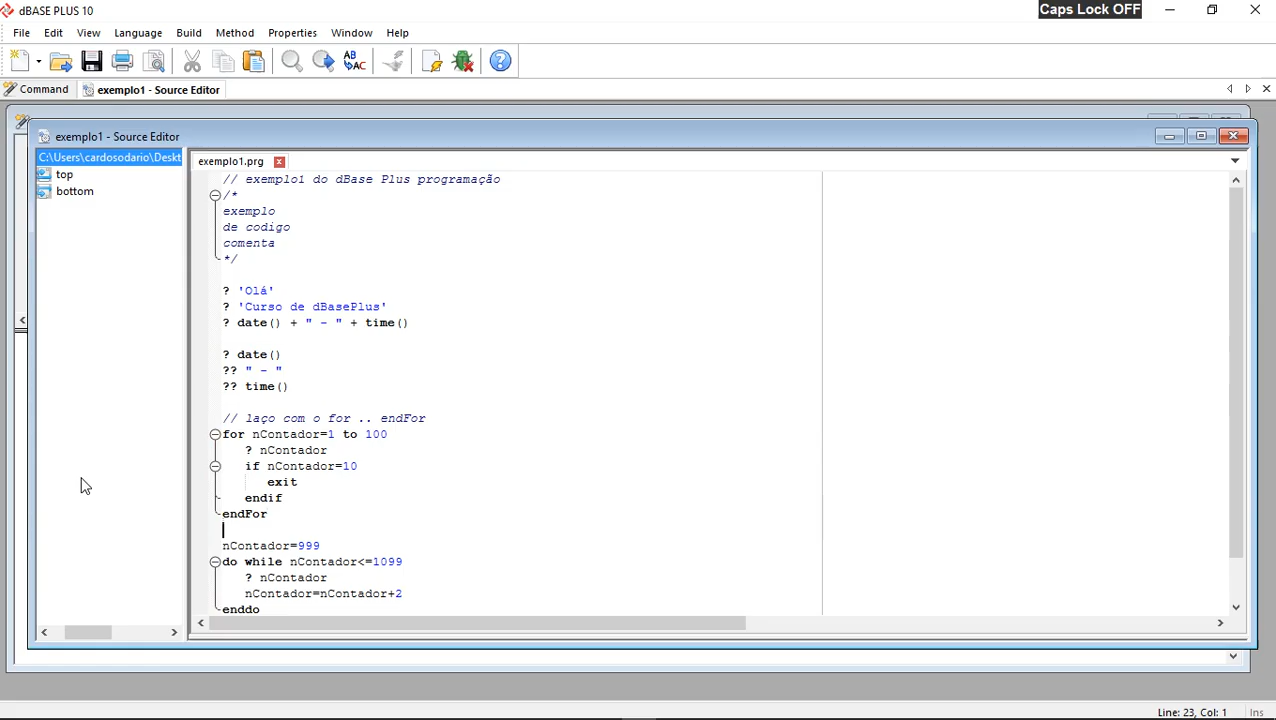 dBASE PLUS 10
Caps Lock OFF
File Edit View Language Build Method Properties Window Help
Command exemplo1 - Source Editor
exemplo1 - Source Editor
C:\Users\cardosodario\Deskt
top
bottom
exemplo1.prg
// exemplo1 do dBase Plus programação
/*
exemplo
de codigo
comenta
*/
? 'Olá'
? 'Curso de dBasePlus'
? date() + " - " + time()
? date()
?? " - "
?? time()
// laço com o for .. endFor
for nContador=1 to 100
? nContador
if nContador=10
exit
endif
endFor
nContador=999
do while nContador<=1099
? nContador
nContador=nContador+2
enddo
Line: 23, Col: 1 Ins